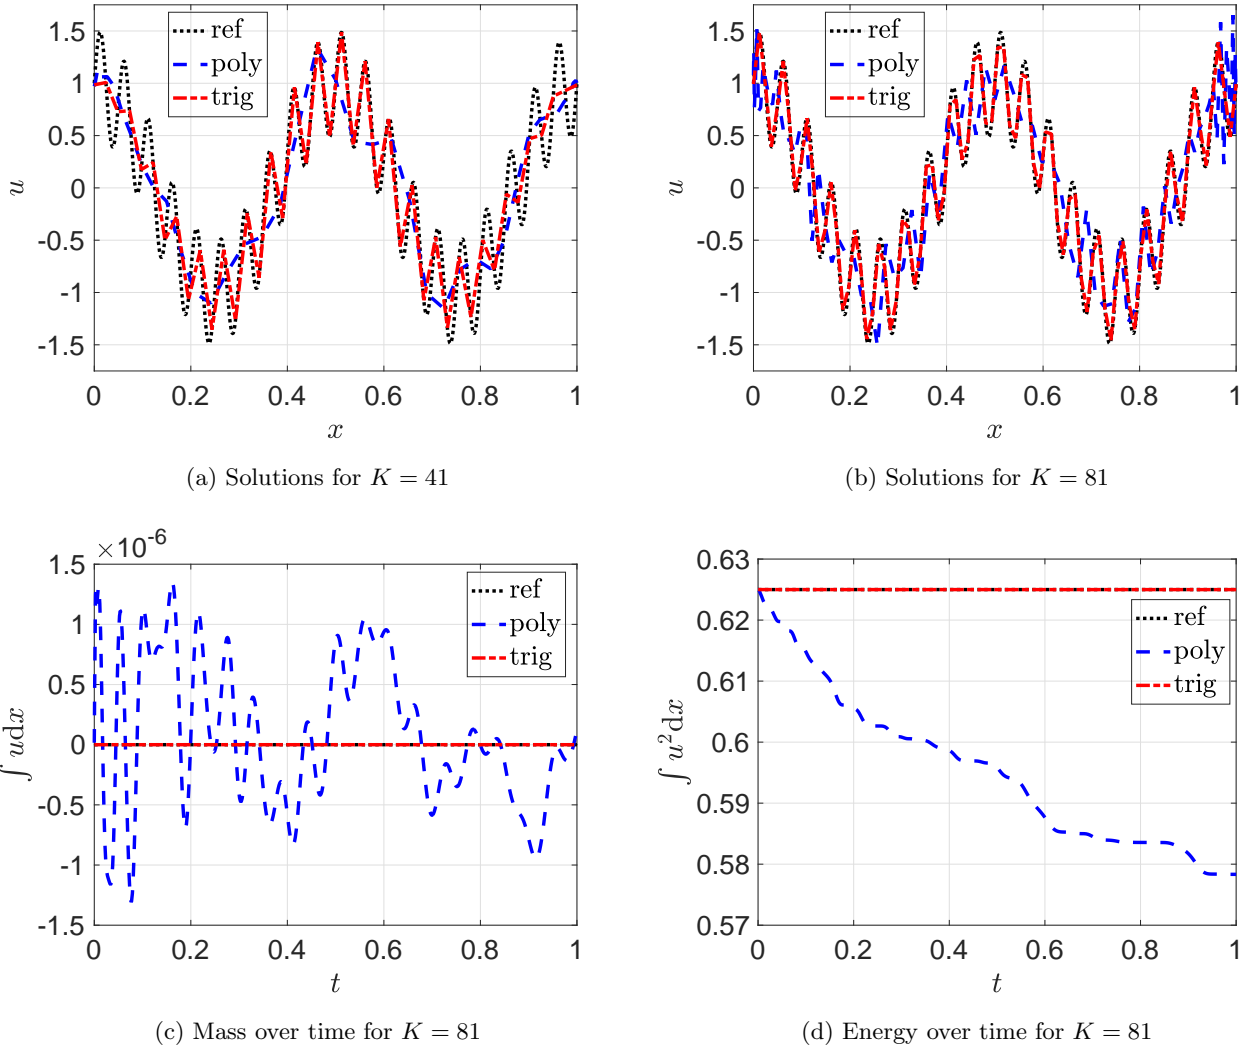 1.5
1
0.5
0
-0.5
-1
-1.5
u
ref
poly
trig
0 0.2 0.4 0.6 0.8 1
x
(a) Solutions for K = 41
1.5
1
0.5
0
-0.5
-1
-1.5
u
ref
poly
trig
0 0.2 0.4 0.6 0.8 1
x
(b) Solutions for K = 81
×10⁻⁶
1.5
1
0.5
0
-0.5
-1
-1.5
∫ udx
ref
poly
trig
0 0.2 0.4 0.6 0.8 1
t
(c) Mass over time for K = 81
0.63
0.62
0.61
0.6
0.59
0.58
0.57
∫ u²dx
ref
poly
trig
0 0.2 0.4 0.6 0.8 1
t
(d) Energy over time for K = 81